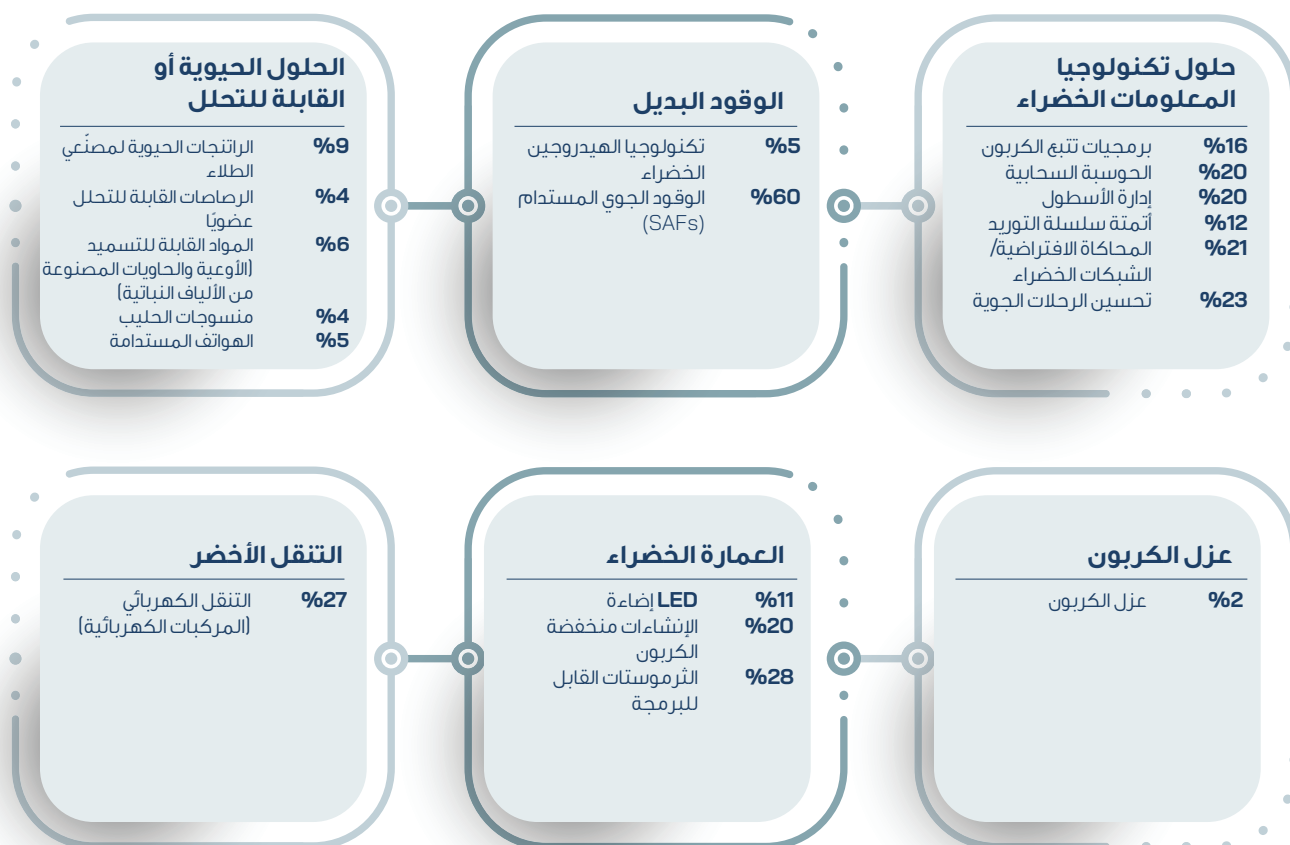 حلول تكنولوجيا
المعلومات الخضراء
%16 برمجيات تتبع الكربون
%20 الحوسبة السحابية
%20 إدارة الأسطول
%12 أتمتة سلسلة التوريد
%21 المحاكاة الافتراضية/
الشبكات الخضراء
%23 تحسين الرحلات الجوية
الوقود البديل
%5 تكنولوجيا الهيدروجين
الخضراء
%60 الوقود الجوي المستدام
(SAFs)
الحلول الحيوية أو
القابلة للتحلل
%9 الراتنجات الحيوية لمصنّعي
الطلاء
%4 الرصاصات القابلة للتحلل
عضويًا
%6 المواد القابلة للتسميد
(الأوعية والحاويات المصنوعة
من الألياف النباتية)
%4 منسوجات الحليب
%5 الهواتف المستدامة
عزل الكربون
%2 عزل الكربون
العمارة الخضراء
%11 LED إضاءة
%20 الإنشاءات منخفضة
الكربون
%28 الثرموستات القابل
للبرمجة
التنقل الأخضر
%27 التنقل الكهربائي
(المركبات الكهربائية)